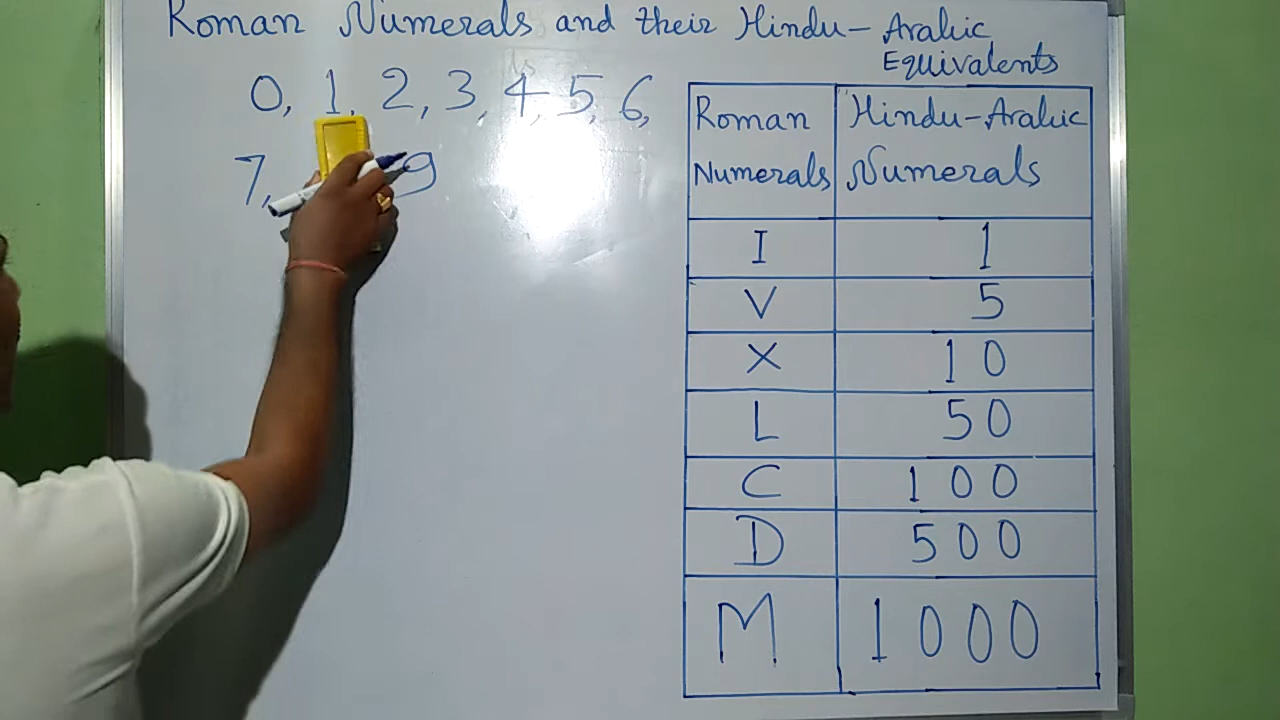 Roman Numerals and their Hindu-Arabic
Equivalents
0, 1, 2, 3, 4, 5, 6,
7, 9
Roman Numerals | Hindu-Arabic Numerals
I | 1
V | 5
X | 10
L | 50
C | 100
D | 500
M | 1000